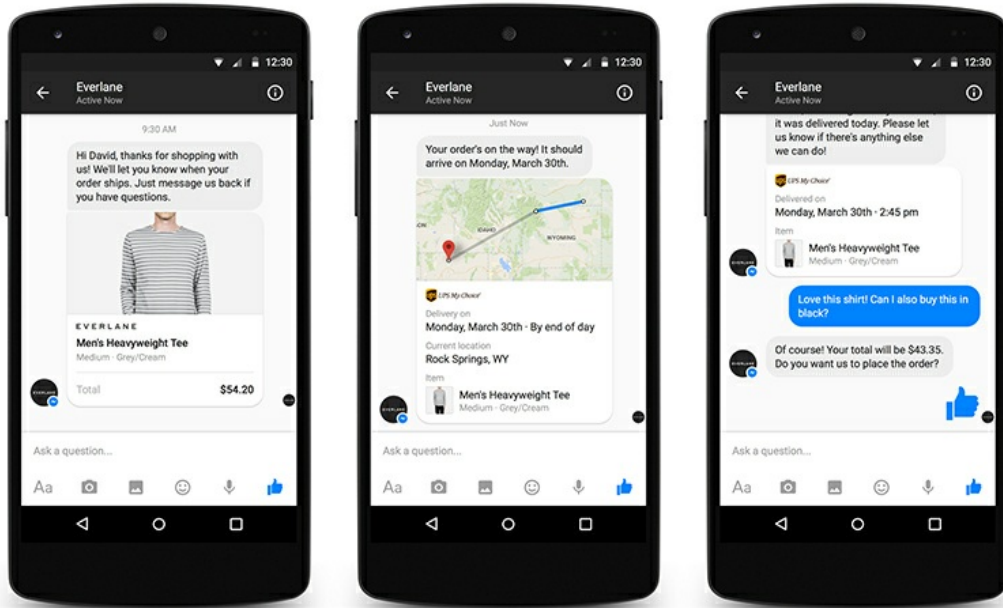 12:30
Everlane
Active Now
9:30 AM
Hi David, thanks for shopping with
us! We'll let you know when your
order ships. Just message us back if
you have questions.
EVERLANE
Men's Heavyweight Tee
Medium · Grey/Cream
Total $54.20
EVERLANE
Ask a question...
Aa
12:30
Everlane
Active Now
Just Now
Your order's on the way! It should
arrive on Monday, March 30th.
IDAHO
WYOMING
UPS My Choice
Delivery on
Monday, March 30th · By end of day
Current location
Rock Springs, WY
Item
Men's Heavyweight Tee
Medium · Grey/Cream
EVERLANE
Ask a question...
Aa
12:30
Everlane
Active Now
it was delivered today. Please let
us know if there's anything else
we can do!
UPS My Choice
Delivered on
Monday, March 30th · 2:45 pm
Item
Men's Heavyweight Tee
Medium · Grey/Cream
EVERLANE
Love this shirt! Can I also buy this in
black?
Of course! Your total will be $43.35.
Do you want us to place the order?
EVERLANE
Ask a question...
Aa